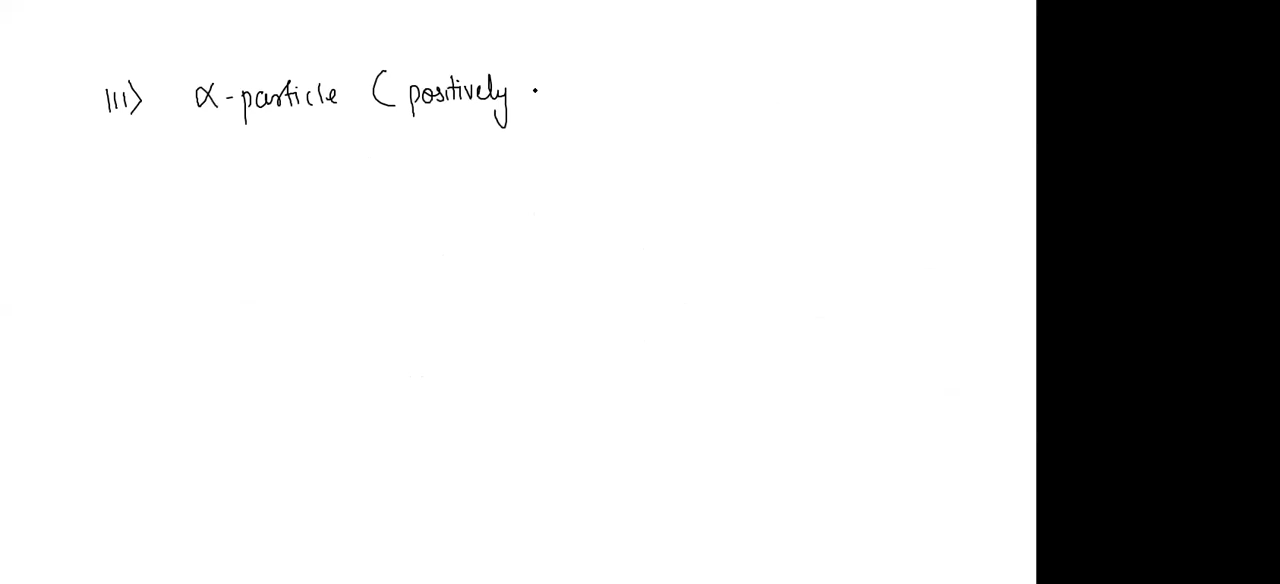 III) α-particle ( positively .